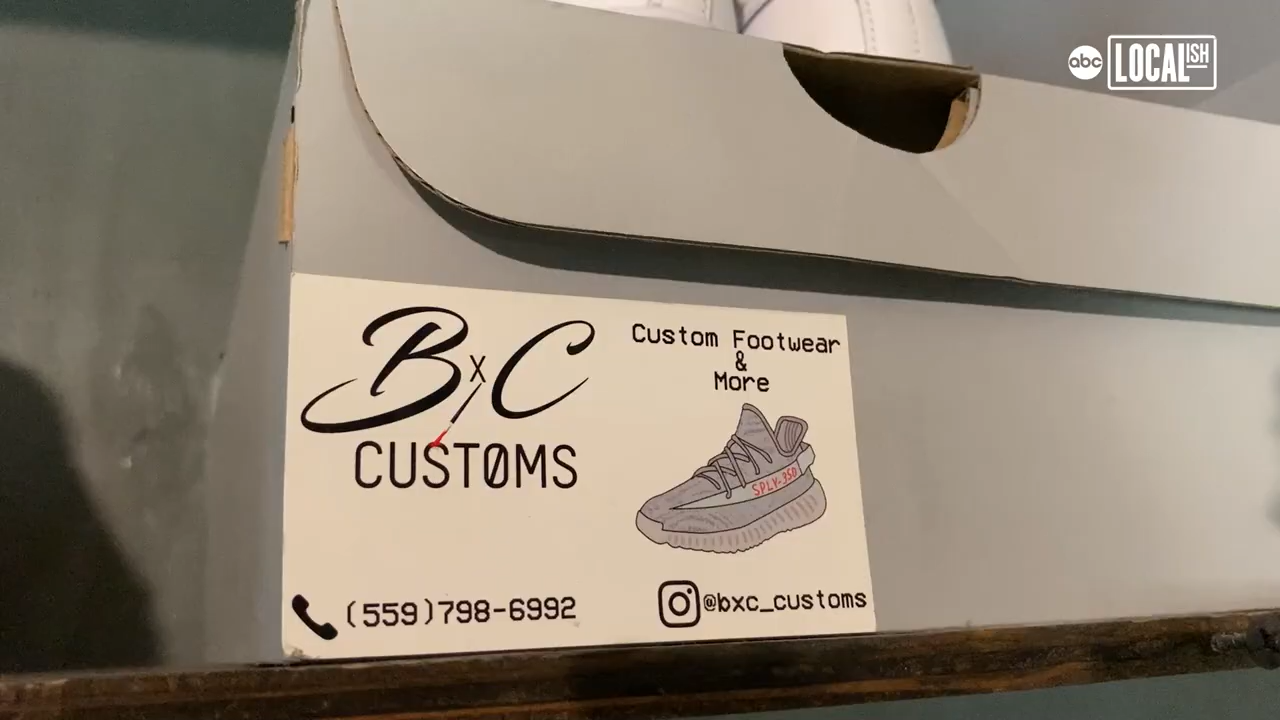 abc LOCALISH
BxC
CUSTØMS
Custom Footwear
&
More
SPLY-350
(559)798-6992
@bxc_customs